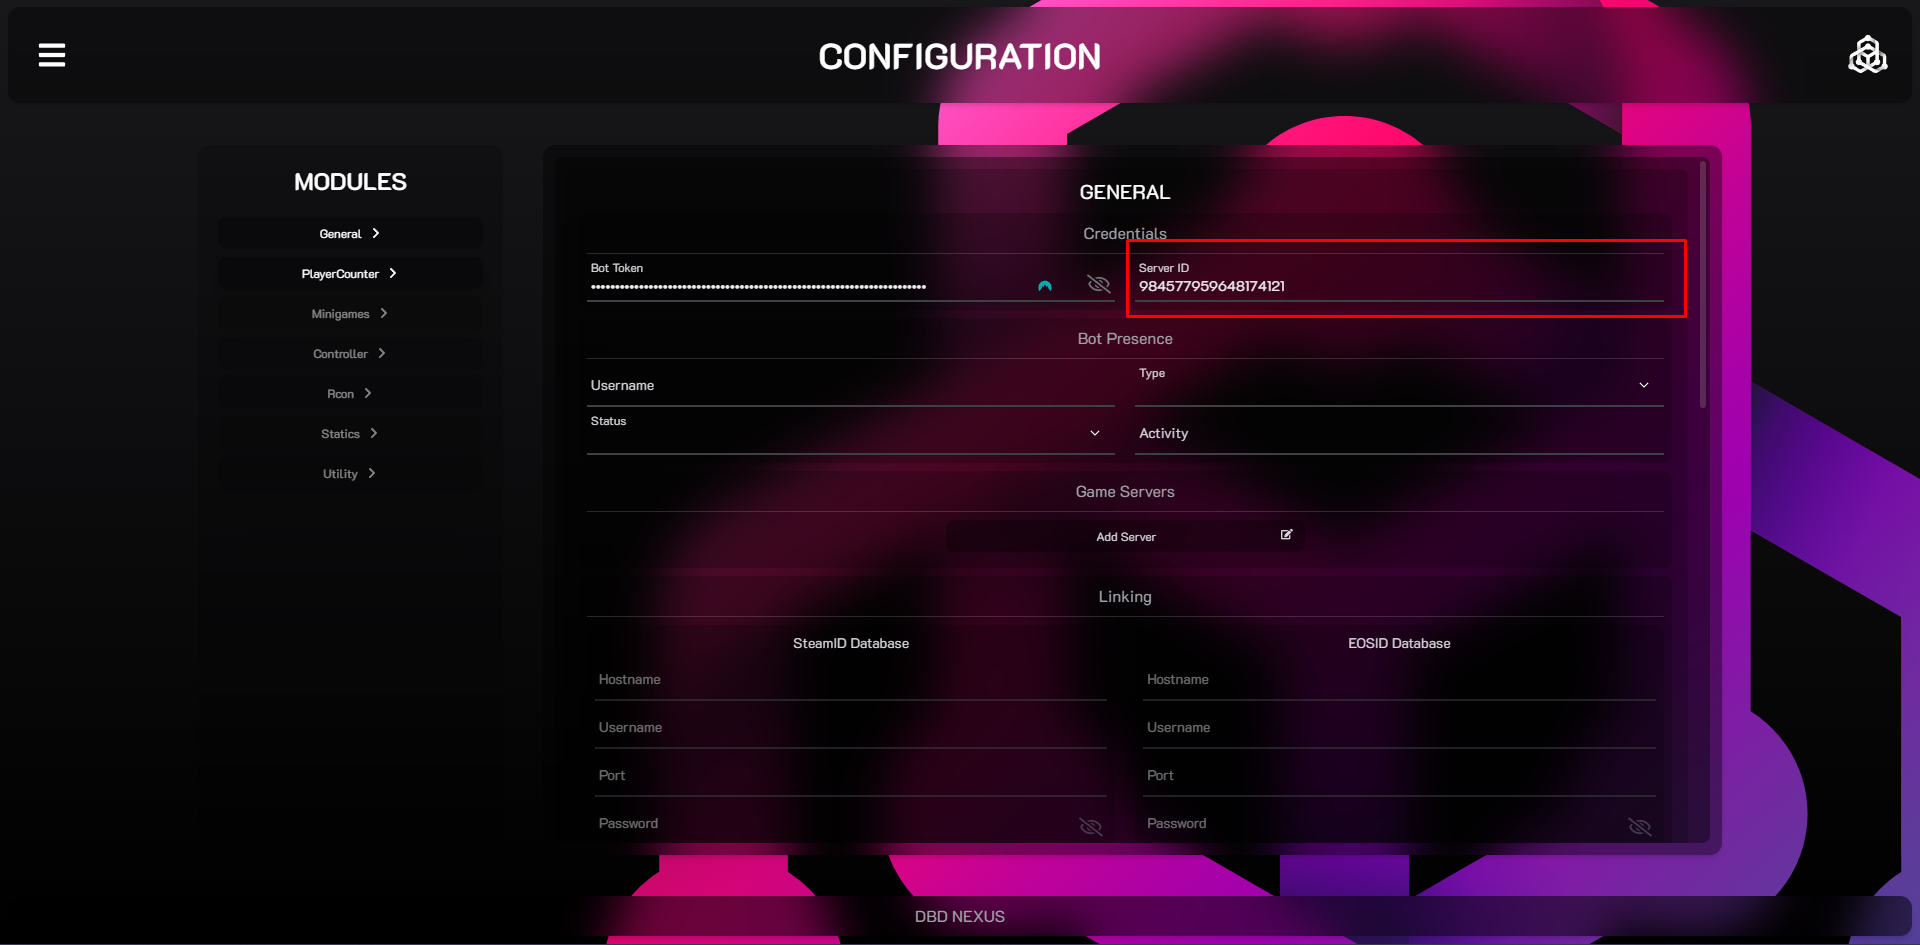 CONFIGURATION
MODULES
General
PlayerCounter
Minigames
Controller
Rcon
Statics
Utility
GENERAL
Credentials
Bot Token
Server ID
984577959648174121
Bot Presence
Username
Type
Status
Activity
Game Servers
Add Server
Linking
SteamID Database
EOSID Database
Hostname
Hostname
Username
Username
Port
Port
Password
Password
DBD NEXUS